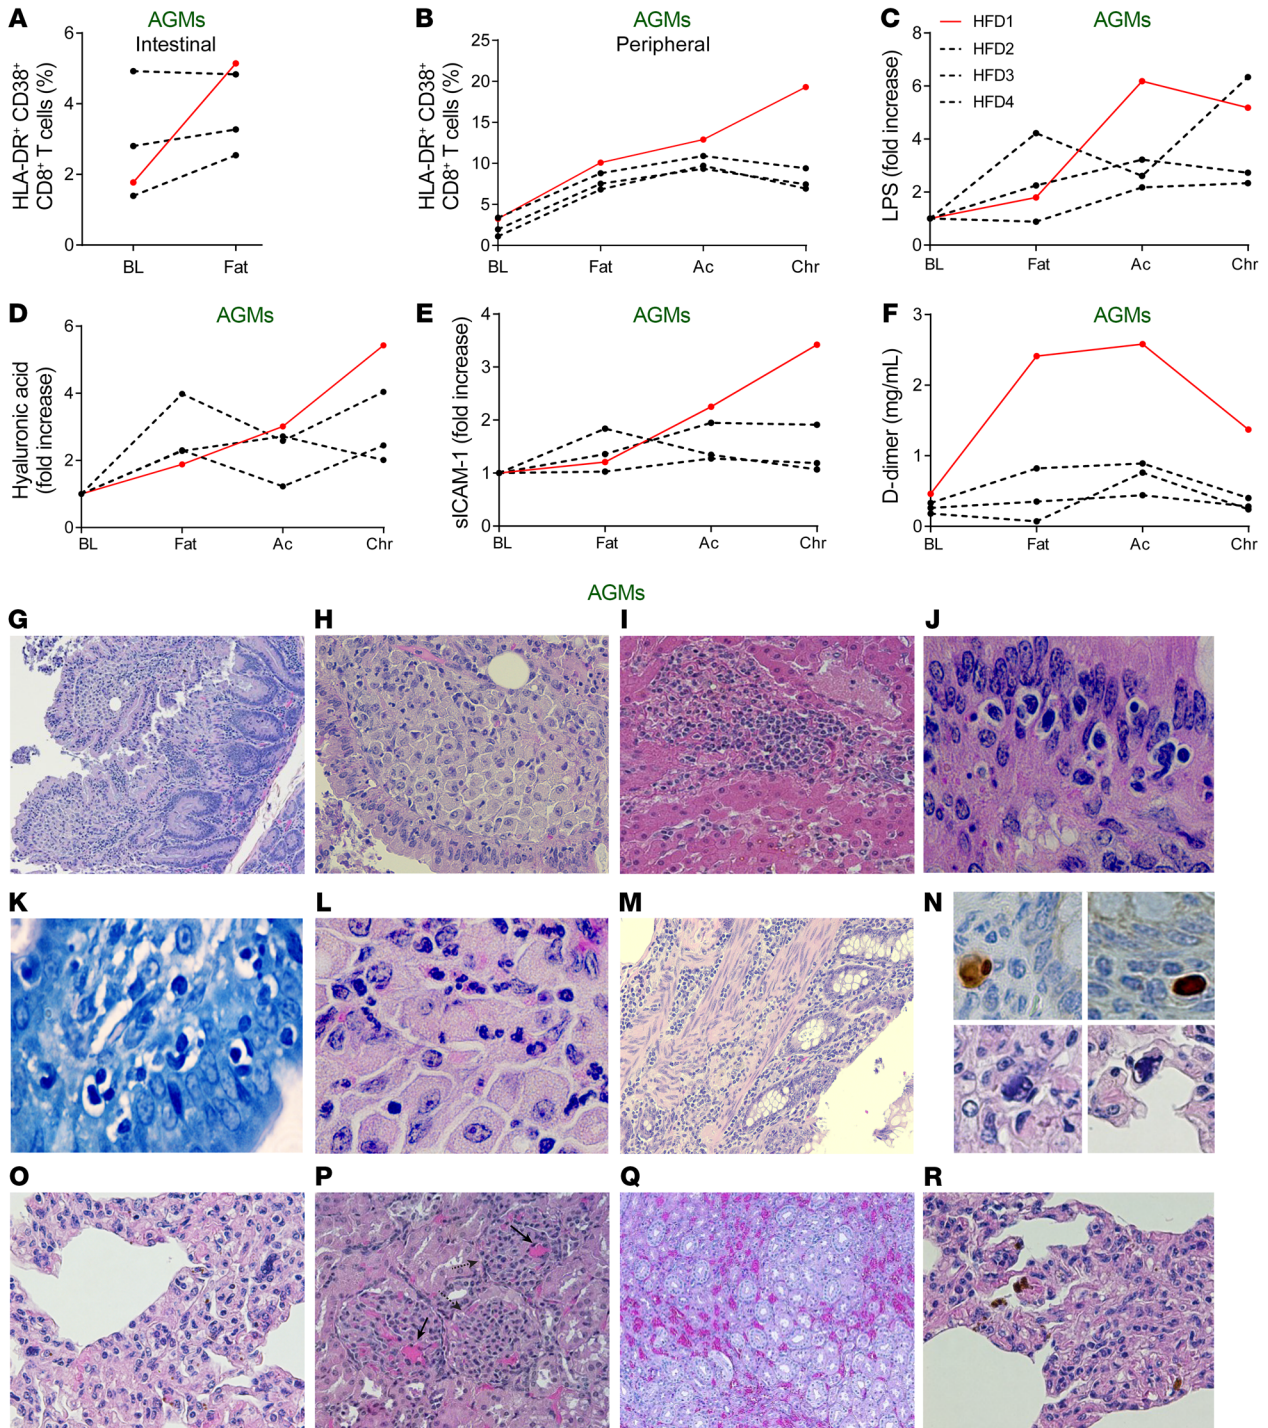 A
AGMs
Intestinal
HLA-DR⁺ CD38⁺
CD8⁺ T cells (%)
6
4
2
0
BL
Fat
B
AGMs
Peripheral
HLA-DR⁺ CD38⁺
CD8⁺ T cells (%)
25
20
15
10
5
0
BL
Fat
Ac
Chr
C
AGMs
HFD1
HFD2
HFD3
HFD4
LPS (fold increase)
8
6
4
2
0
BL
Fat
Ac
Chr
D
AGMs
Hyaluronic acid
(fold increase)
6
4
2
0
BL
Fat
Ac
Chr
E
AGMs
sICAM-1 (fold increase)
4
3
2
1
0
BL
Fat
Ac
Chr
F
AGMs
D-dimer (mg/mL)
3
2
1
0
BL
Fat
Ac
Chr
AGMs
G
H
I
J
K
L
M
N
O
P
Q
R